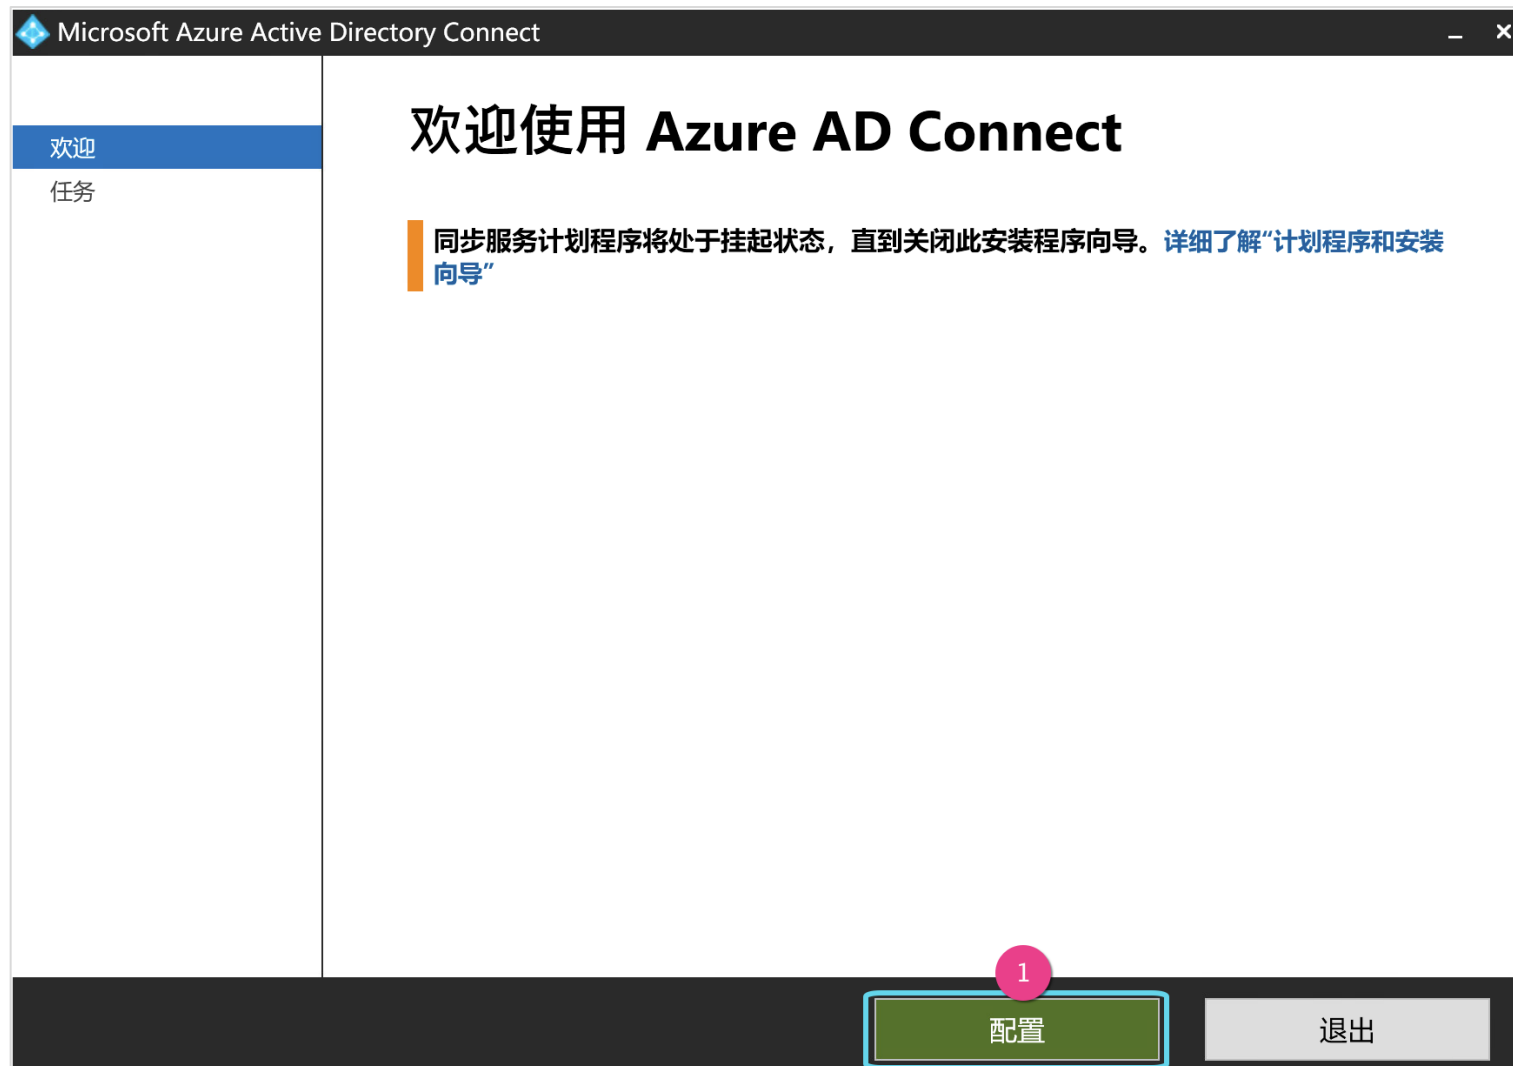 Microsoft Azure Active Directory Connect
欢迎
任务
欢迎使用 Azure AD Connect
同步服务计划程序将处于挂起状态，直到关闭此安装程序向导。详细了解“计划程序和安装
向导”
1
配置
退出